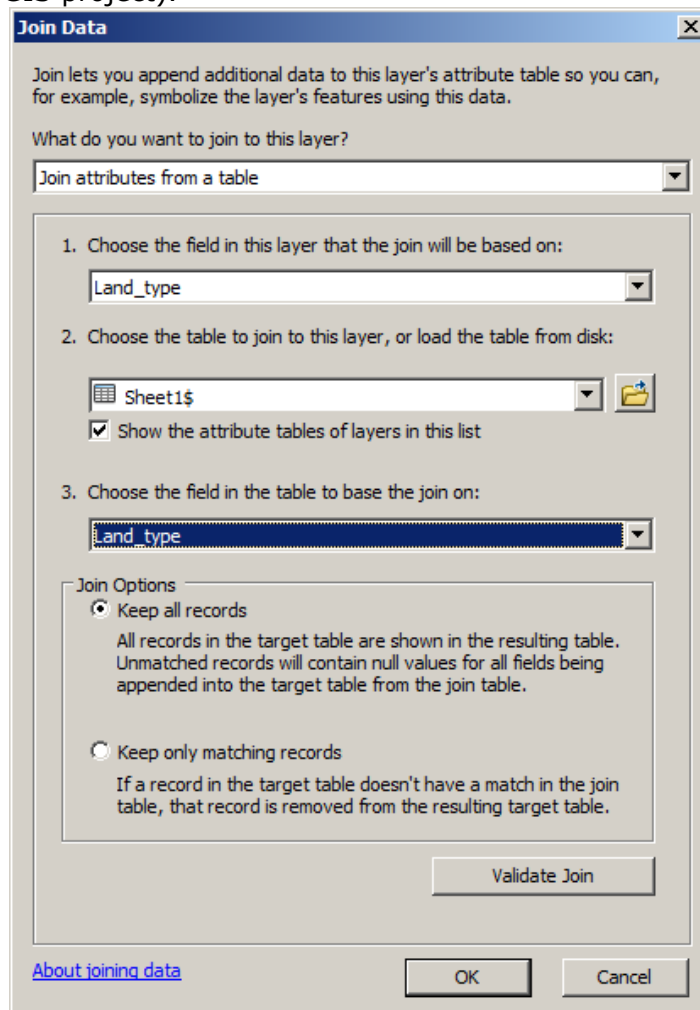 Join Data
Join lets you append additional data to this layer's attribute table so you can,
for example, symbolize the layer's features using this data.
What do you want to join to this layer?
Join attributes from a table
1. Choose the field in this layer that the join will be based on:
Land_type
2. Choose the table to join to this layer, or load the table from disk:
Sheet1$
Show the attribute tables of layers in this list
3. Choose the field in the table to base the join on:
Land_type
Join Options
Keep all records
All records in the target table are shown in the resulting table.
Unmatched records will contain null values for all fields being
appended into the target table from the join table.
Keep only matching records
If a record in the target table doesn't have a match in the join
table, that record is removed from the resulting target table.
Validate Join
About joining data
OK
Cancel